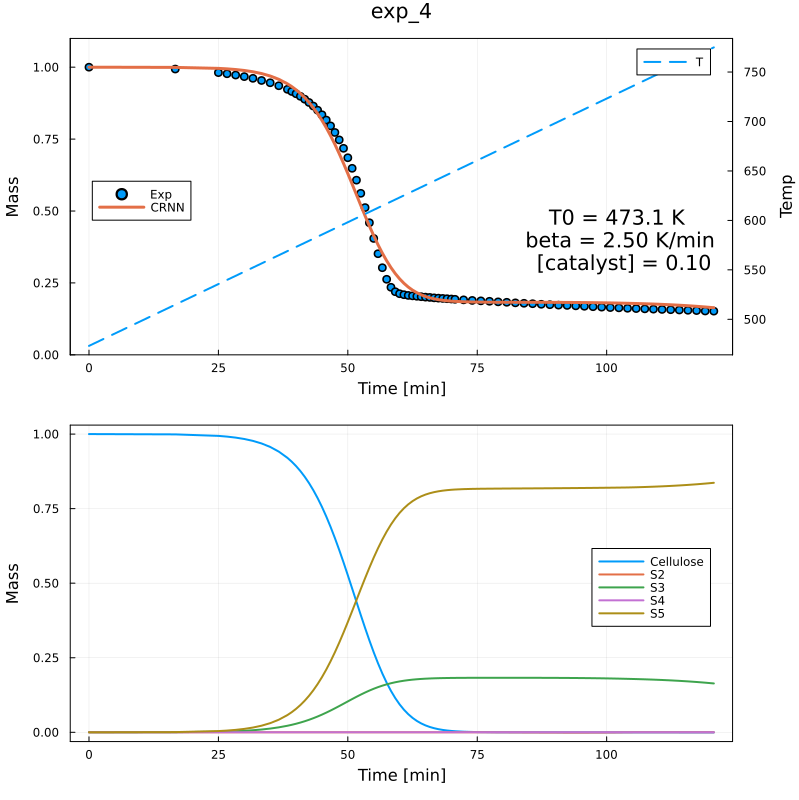 exp_4
1.00
0.75
0.50
0.25
0.00
Mass
T
750
700
650
600
550
500
Temp
Exp
CRNN
T0 = 473.1 K
beta = 2.50 K/min
[catalyst] = 0.10
0 25 50 75 100
Time [min]
1.00
0.75
0.50
0.25
0.00
Mass
Cellulose
S2
S3
S4
S5
0 25 50 75 100
Time [min]